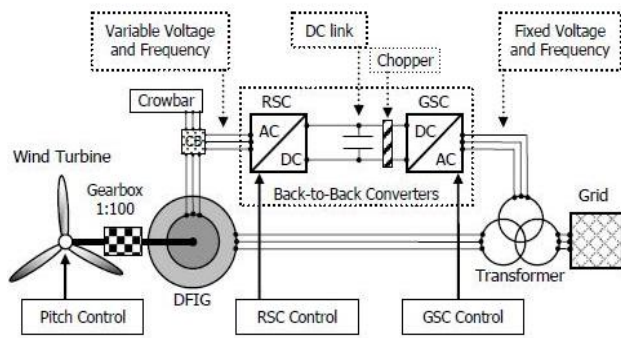 Variable Voltage
and Frequency
DC link
Fixed Voltage
and Frequency
Chopper
Crowbar
RSC
GSC
CB
AC
DC
DC
AC
Wind Turbine
Gearbox
1:100
Back-to-Back Converters
Grid
Transformer
DFIG
Pitch Control
RSC Control
GSC Control